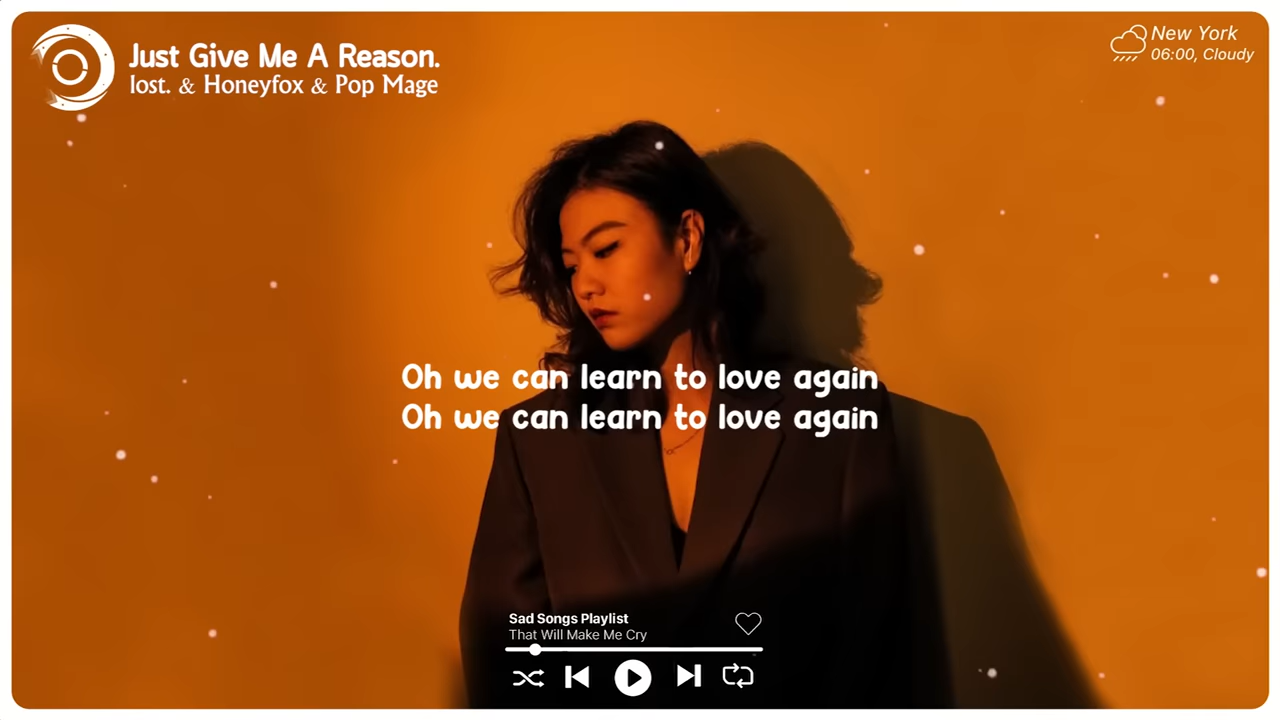 Just Give Me A Reason.
lost. & Honeyfox & Pop Mage
New York
06:00, Cloudy
Oh we can learn to love again
Oh we can learn to love again
Sad Songs Playlist
That Will Make Me Cry